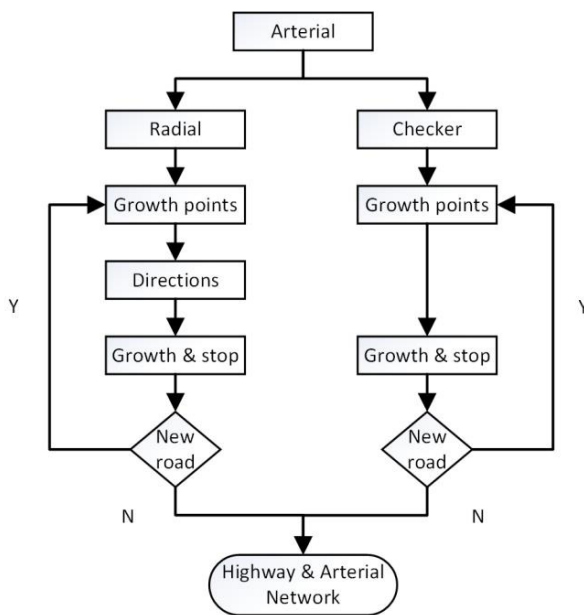 Arterial
Radial
Checker
Growth points
Growth points
Directions
Y
Y
Growth & stop
Growth & stop
New
road
New
road
N
N
Highway & Arterial
Network